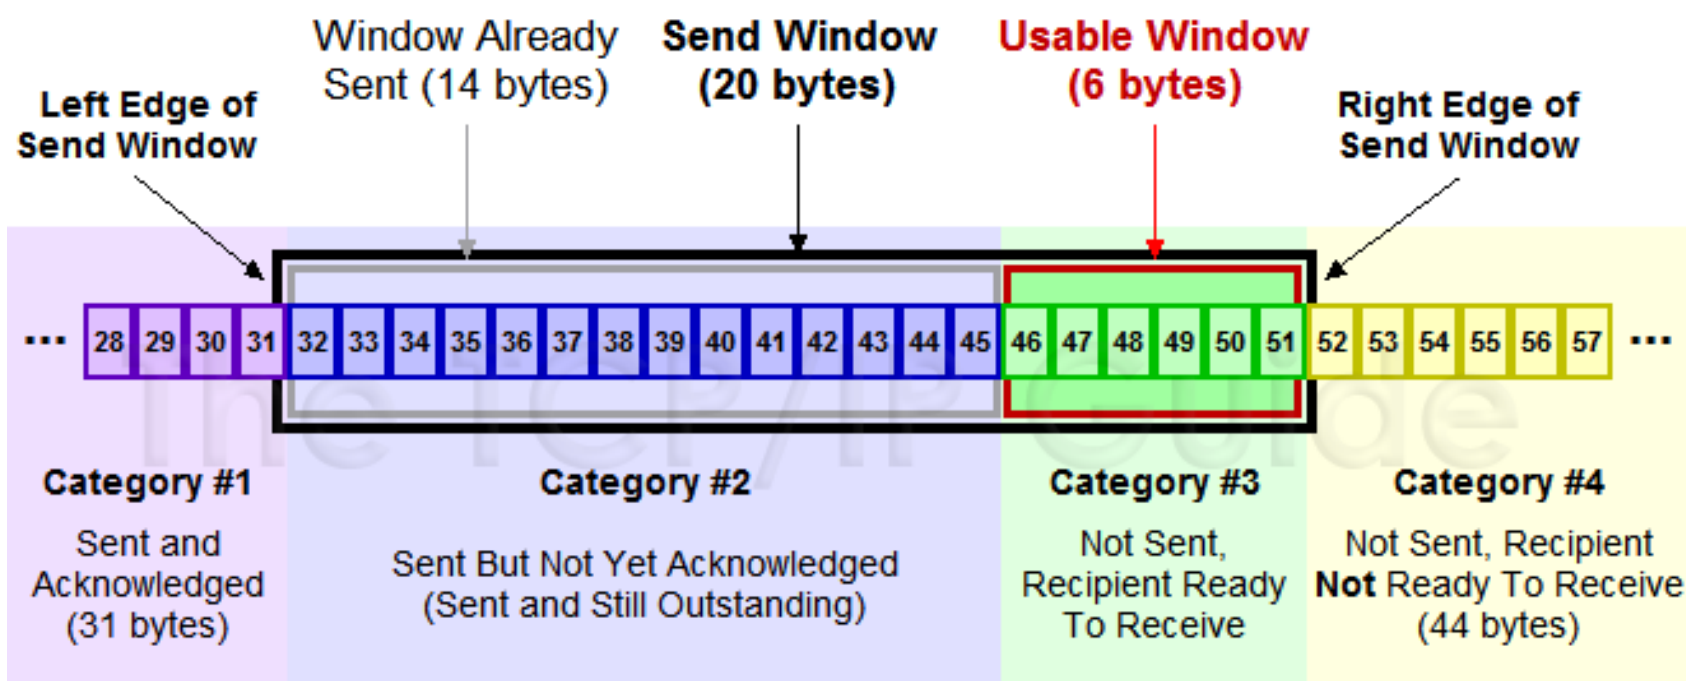 Window Already
Sent (14 bytes)
Send Window
(20 bytes)
Usable Window
(6 bytes)
Left Edge of
Send Window
Right Edge of
Send Window
... 28 29 30 31 32 33 34 35 36 37 38 39 40 41 42 43 44 45 46 47 48 49 50 51 52 53 54 55 56 57 ...
The TCP/IP Guide
Category #1
Sent and
Acknowledged
(31 bytes)
Category #2
Sent But Not Yet Acknowledged
(Sent and Still Outstanding)
Category #3
Not Sent,
Recipient Ready
To Receive
Category #4
Not Sent, Recipient
Not Ready To Receive
(44 bytes)